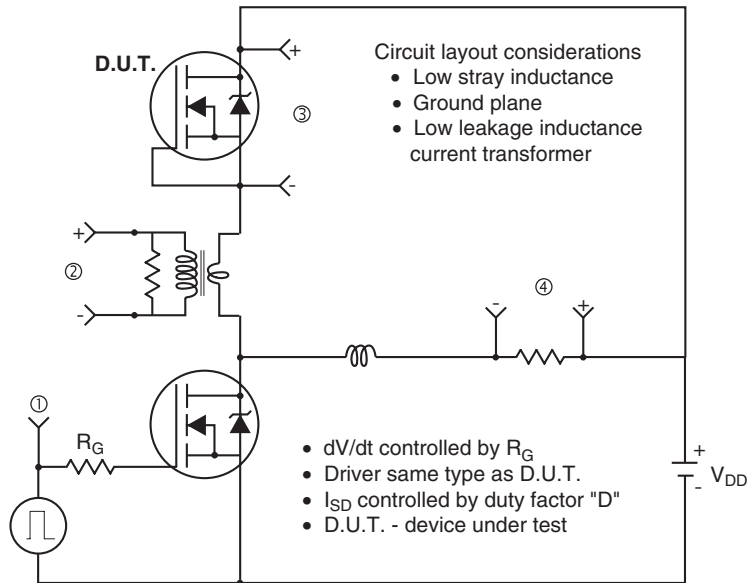 D.U.T.
+
③
-
Circuit layout considerations
• Low stray inductance
• Ground plane
• Low leakage inductance
current transformer
+
②
-
-
④
+
①
R_G
• dV/dt controlled by R_G
• Driver same type as D.U.T.
• I_SD controlled by duty factor "D"
• D.U.T. - device under test
+
V_DD
-